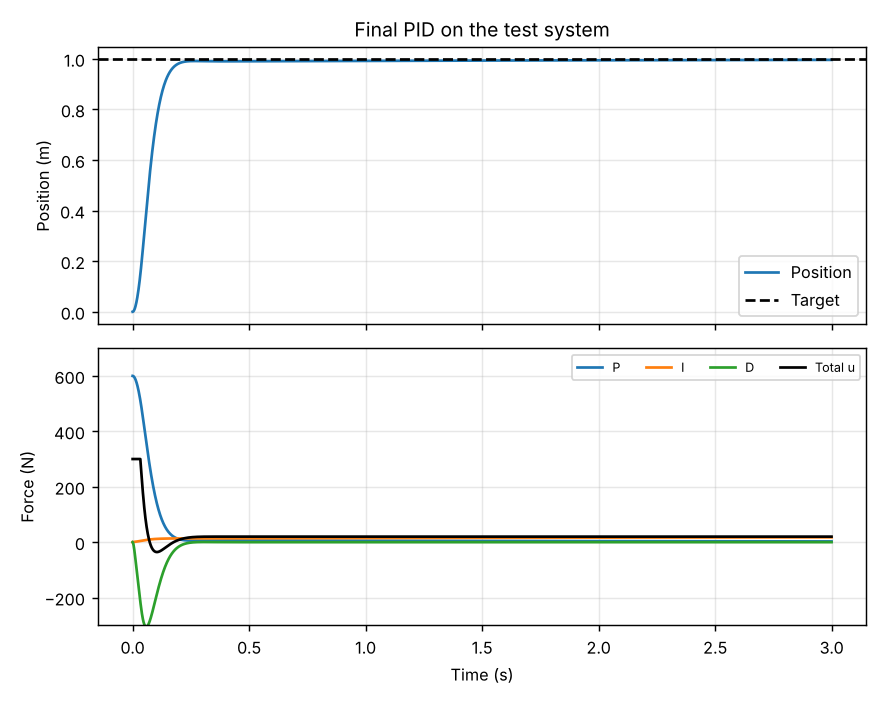 Final PID on the test system
Position (m)
1.0
0.8
0.6
0.4
0.2
0.0
Position
Target
Force (N)
600
400
200
0
−200
P I D Total u
0.0 0.5 1.0 1.5 2.0 2.5 3.0
Time (s)